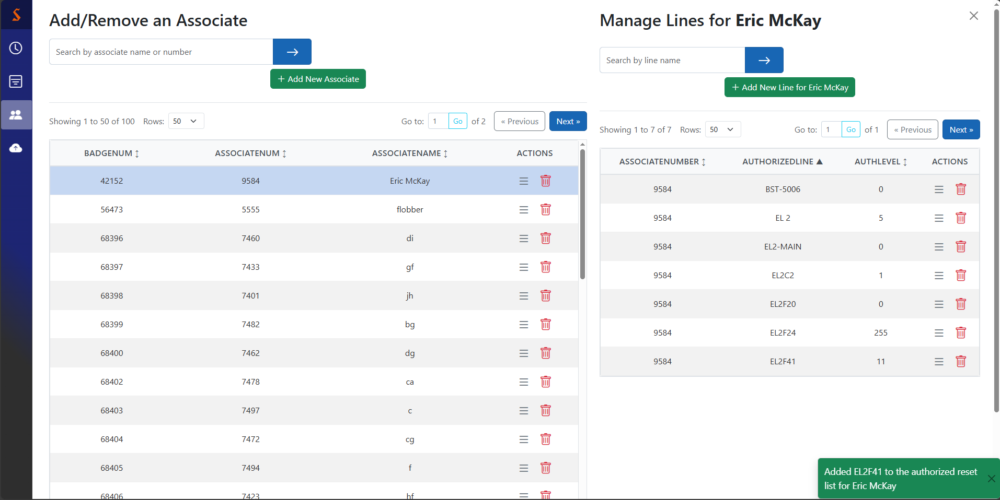 Add/Remove an Associate
Search by associate name or number
+ Add New Associate
Showing 1 to 50 of 100 Rows: 50 Go to: 1 Go of 2 « Previous Next »
BADGENUM ASSOCIATENUM ASSOCIATENAME ACTIONS
42152 9584 Eric McKay
56473 5555 flobber
68396 7460 di
68397 7433 gf
68398 7401 jh
68399 7482 bg
68400 7462 dg
68402 7478 ca
68403 7497 c
68404 7472 cg
68405 7494 f
68406 7423 hf
Manage Lines for Eric McKay
Search by line name
+ Add New Line for Eric McKay
Showing 1 to 7 of 7 Rows: 50 Go to: 1 Go of 1 « Previous Next »
ASSOCIATENUMBER AUTHORIZEDLINE AUTHLEVEL ACTIONS
9584 BST-5006 0
9584 EL 2 5
9584 EL2-MAIN 0
9584 EL2C2 1
9584 EL2F20 0
9584 EL2F24 255
9584 EL2F41 11
Added EL2F41 to the authorized reset
list for Eric McKay